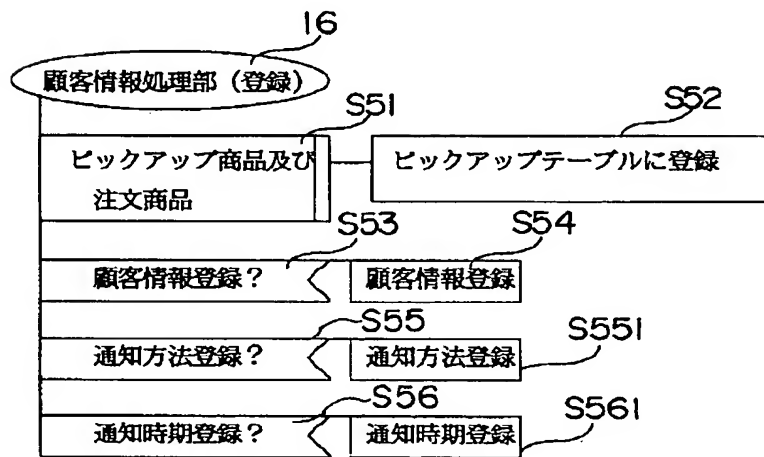 16
顧客情報処理部（登録）
S51
S52
ピックアップ商品及び
注文商品
ピックアップテーブルに登録
S53
S54
顧客情報登録？
顧客情報登録
S55
S551
通知方法登録？
通知方法登録
S56
S561
通知時期登録？
通知時期登録